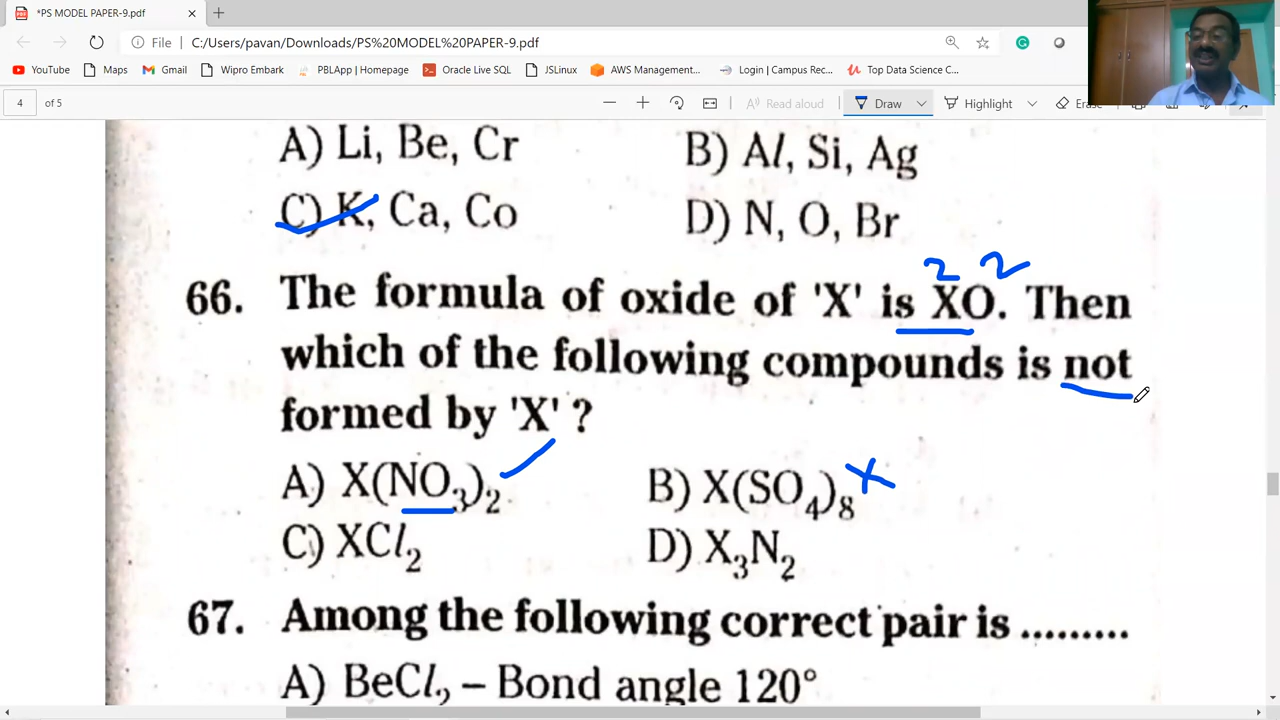 *PS MODEL PAPER-9.pdf
File C:/Users/pavan/Downloads/PS%20MODEL%20PAPER-9.pdf
YouTube Maps Gmail Wipro Embark PBLApp | Homepage Oracle Live SQL JSLinux AWS Management... Login | Campus Rec... Top Data Science C...
4 of 5 Read aloud Draw Highlight Erase
A) Li, Be, Cr B) Al, Si, Ag
C) K, Ca, Co D) N, O, Br
2 2
66. The formula of oxide of 'X' is XO. Then
which of the following compounds is not
formed by 'X' ?
A) X(NO₃)₂ B) X(SO₄)₈
C) XCl₂ D) X₃N₂
67. Among the following correct pair is .........
A) BeCl₂ – Bond angle 120°